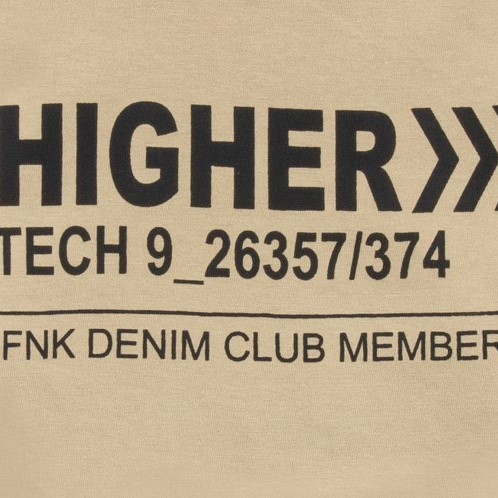 HIGHER
TECH 9_26357/374
FNK DENIM CLUB MEMBER